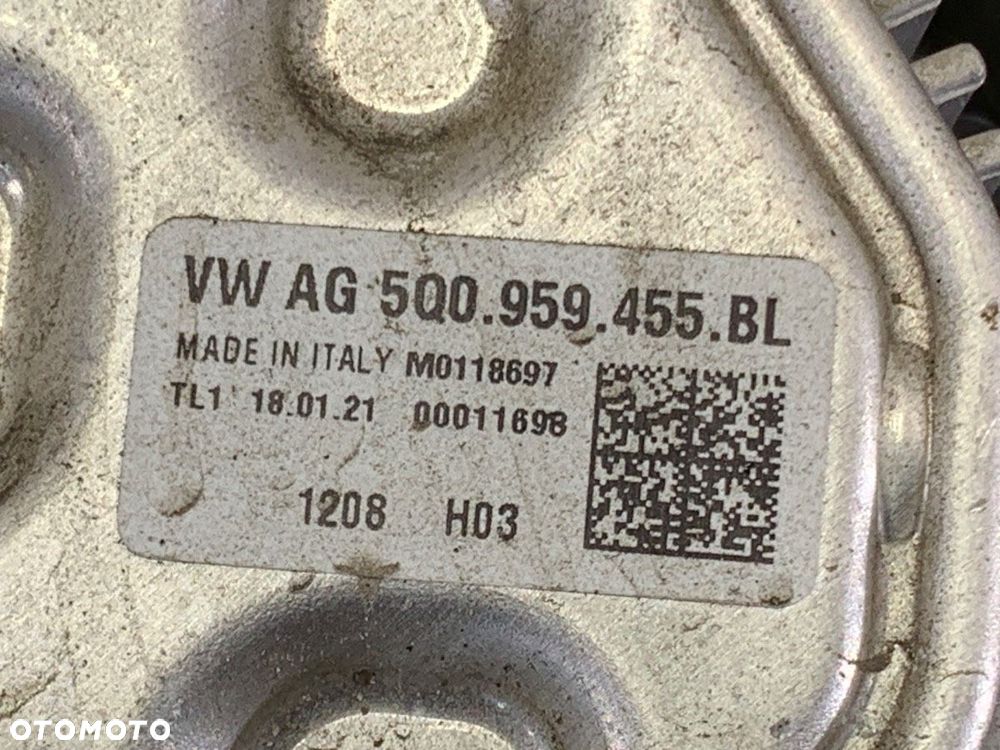 VW AG 5Q0.959.455.BL
MADE IN ITALY M0118697
TL1 18.01.21 00011698
1208 H03
OTOMOTO